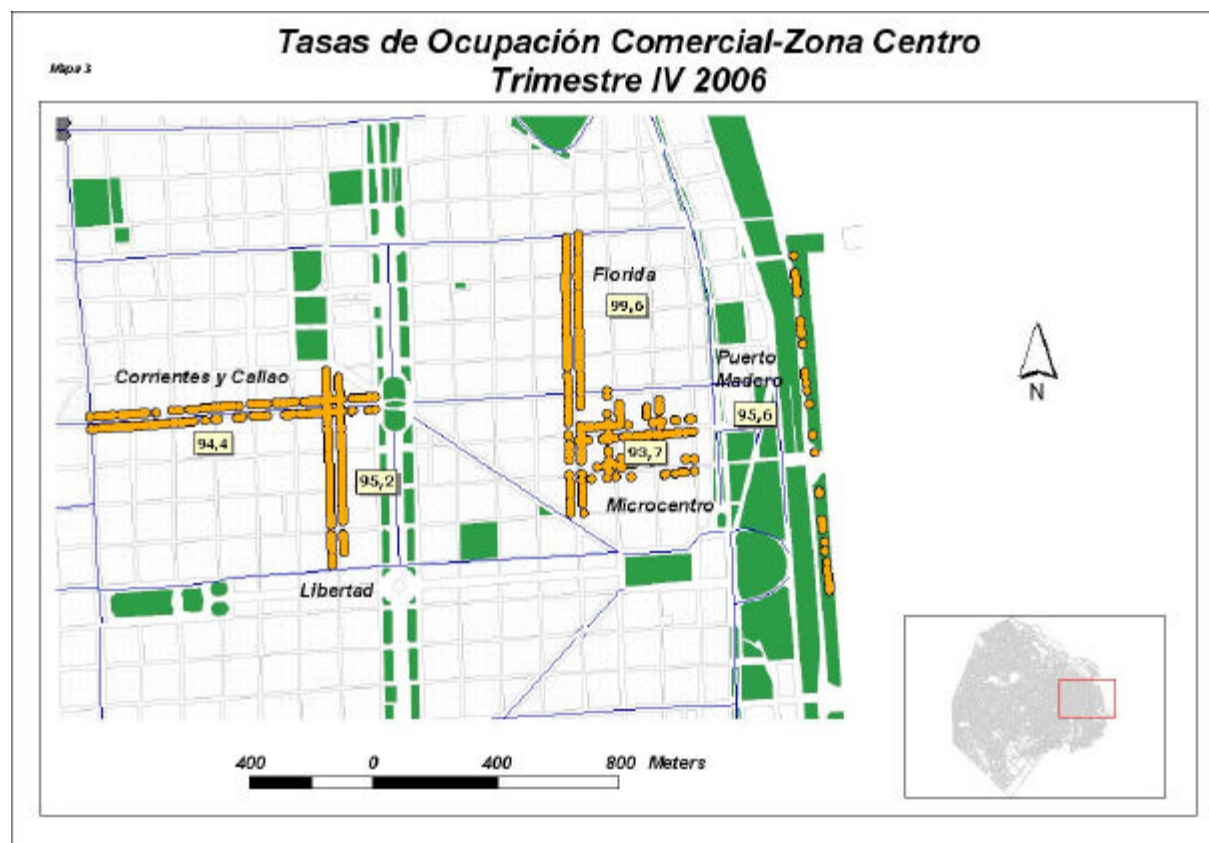 Tasas de Ocupación Comercial-Zona Centro
Trimestre IV 2006
Mapa 3
Florida
99,6
Puerto
Madero
95,6
Corrientes y Callao
94,4
95,2
93,7
Microcentro
Libertad
N
400 0 400 800 Meters